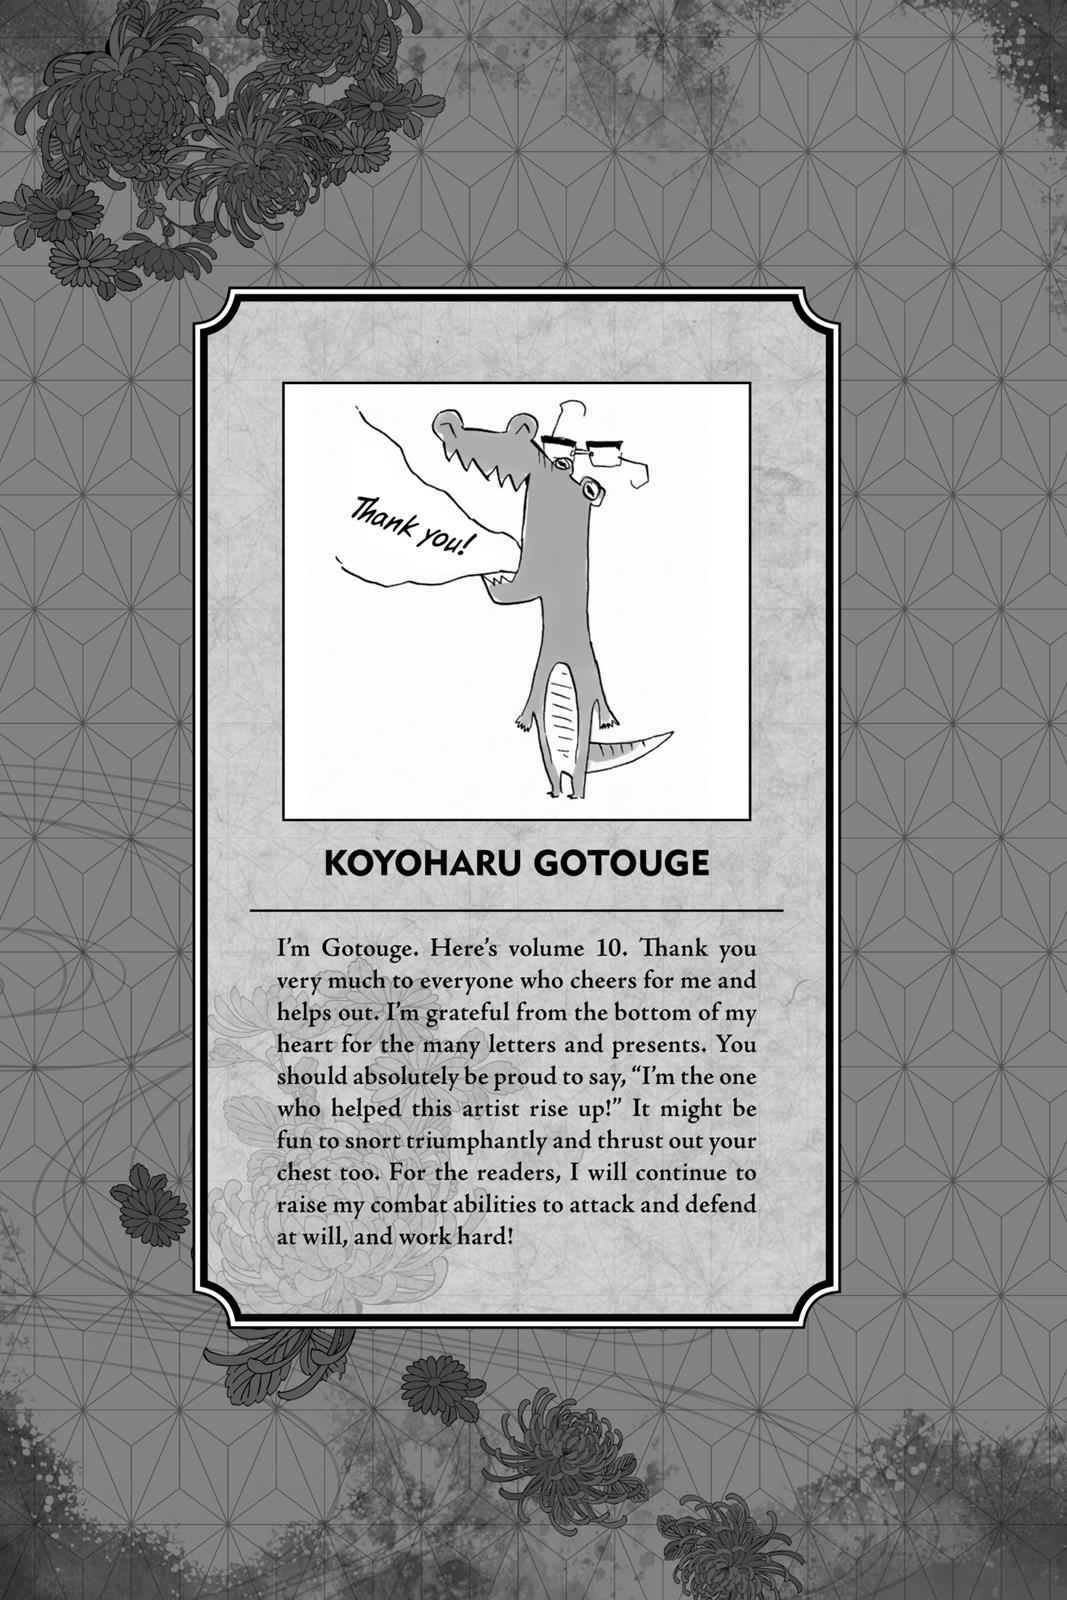 Thank you!
KOYOHARU GOTOUGE
I'm Gotouge. Here's volume 10. Thank you
very much to everyone who cheers for me and
helps out. I'm grateful from the bottom of my
heart for the many letters and presents. You
should absolutely be proud to say, “I'm the one
who helped this artist rise up!” It might be
fun to snort triumphantly and thrust out your
chest too. For the readers, I will continue to
raise my combat abilities to attack and defend
at will, and work hard!